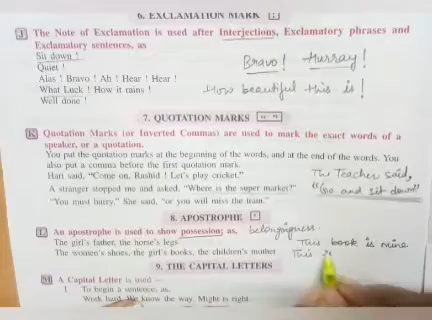 6. EXCLAMATION MARK [!]
J The Note of Exclamation is used after Interjections, Exclamatory phrases and
Exclamatory sentences, as
Sit down !
Quiet !
Alas ! Bravo ! Ah ! Hear ! Hear !
What Luck ! How it rains !
Well done !
Bravo! Hurray!
How beautiful this is!
7. QUOTATION MARKS [" "]
K Quotation Marks (or Inverted Commas) are used to mark the exact words of a
speaker, or a quotation.
You put the quotation marks at the beginning of the words, and at the end of the words. You
also put a comma before the first quotation mark.
Hari said, "Come on, Rashid ! Let's play cricket."
A stranger stopped me and asked, "Where is the super market?"
"You must hurry," She said, "or you will miss the train."
The Teacher said,
"Go and sit down"
8. APOSTROPHE [']
L An apostrophe is used to show possession; as, belongingness.
The girl's father, the horse's legs
The women's shoes, the girl's books, the children's mother
This book is mine
This
9. THE CAPITAL LETTERS
M A Capital Letter is used —
1. To begin a sentence; as,
Work hard. We know the way. Might is right.